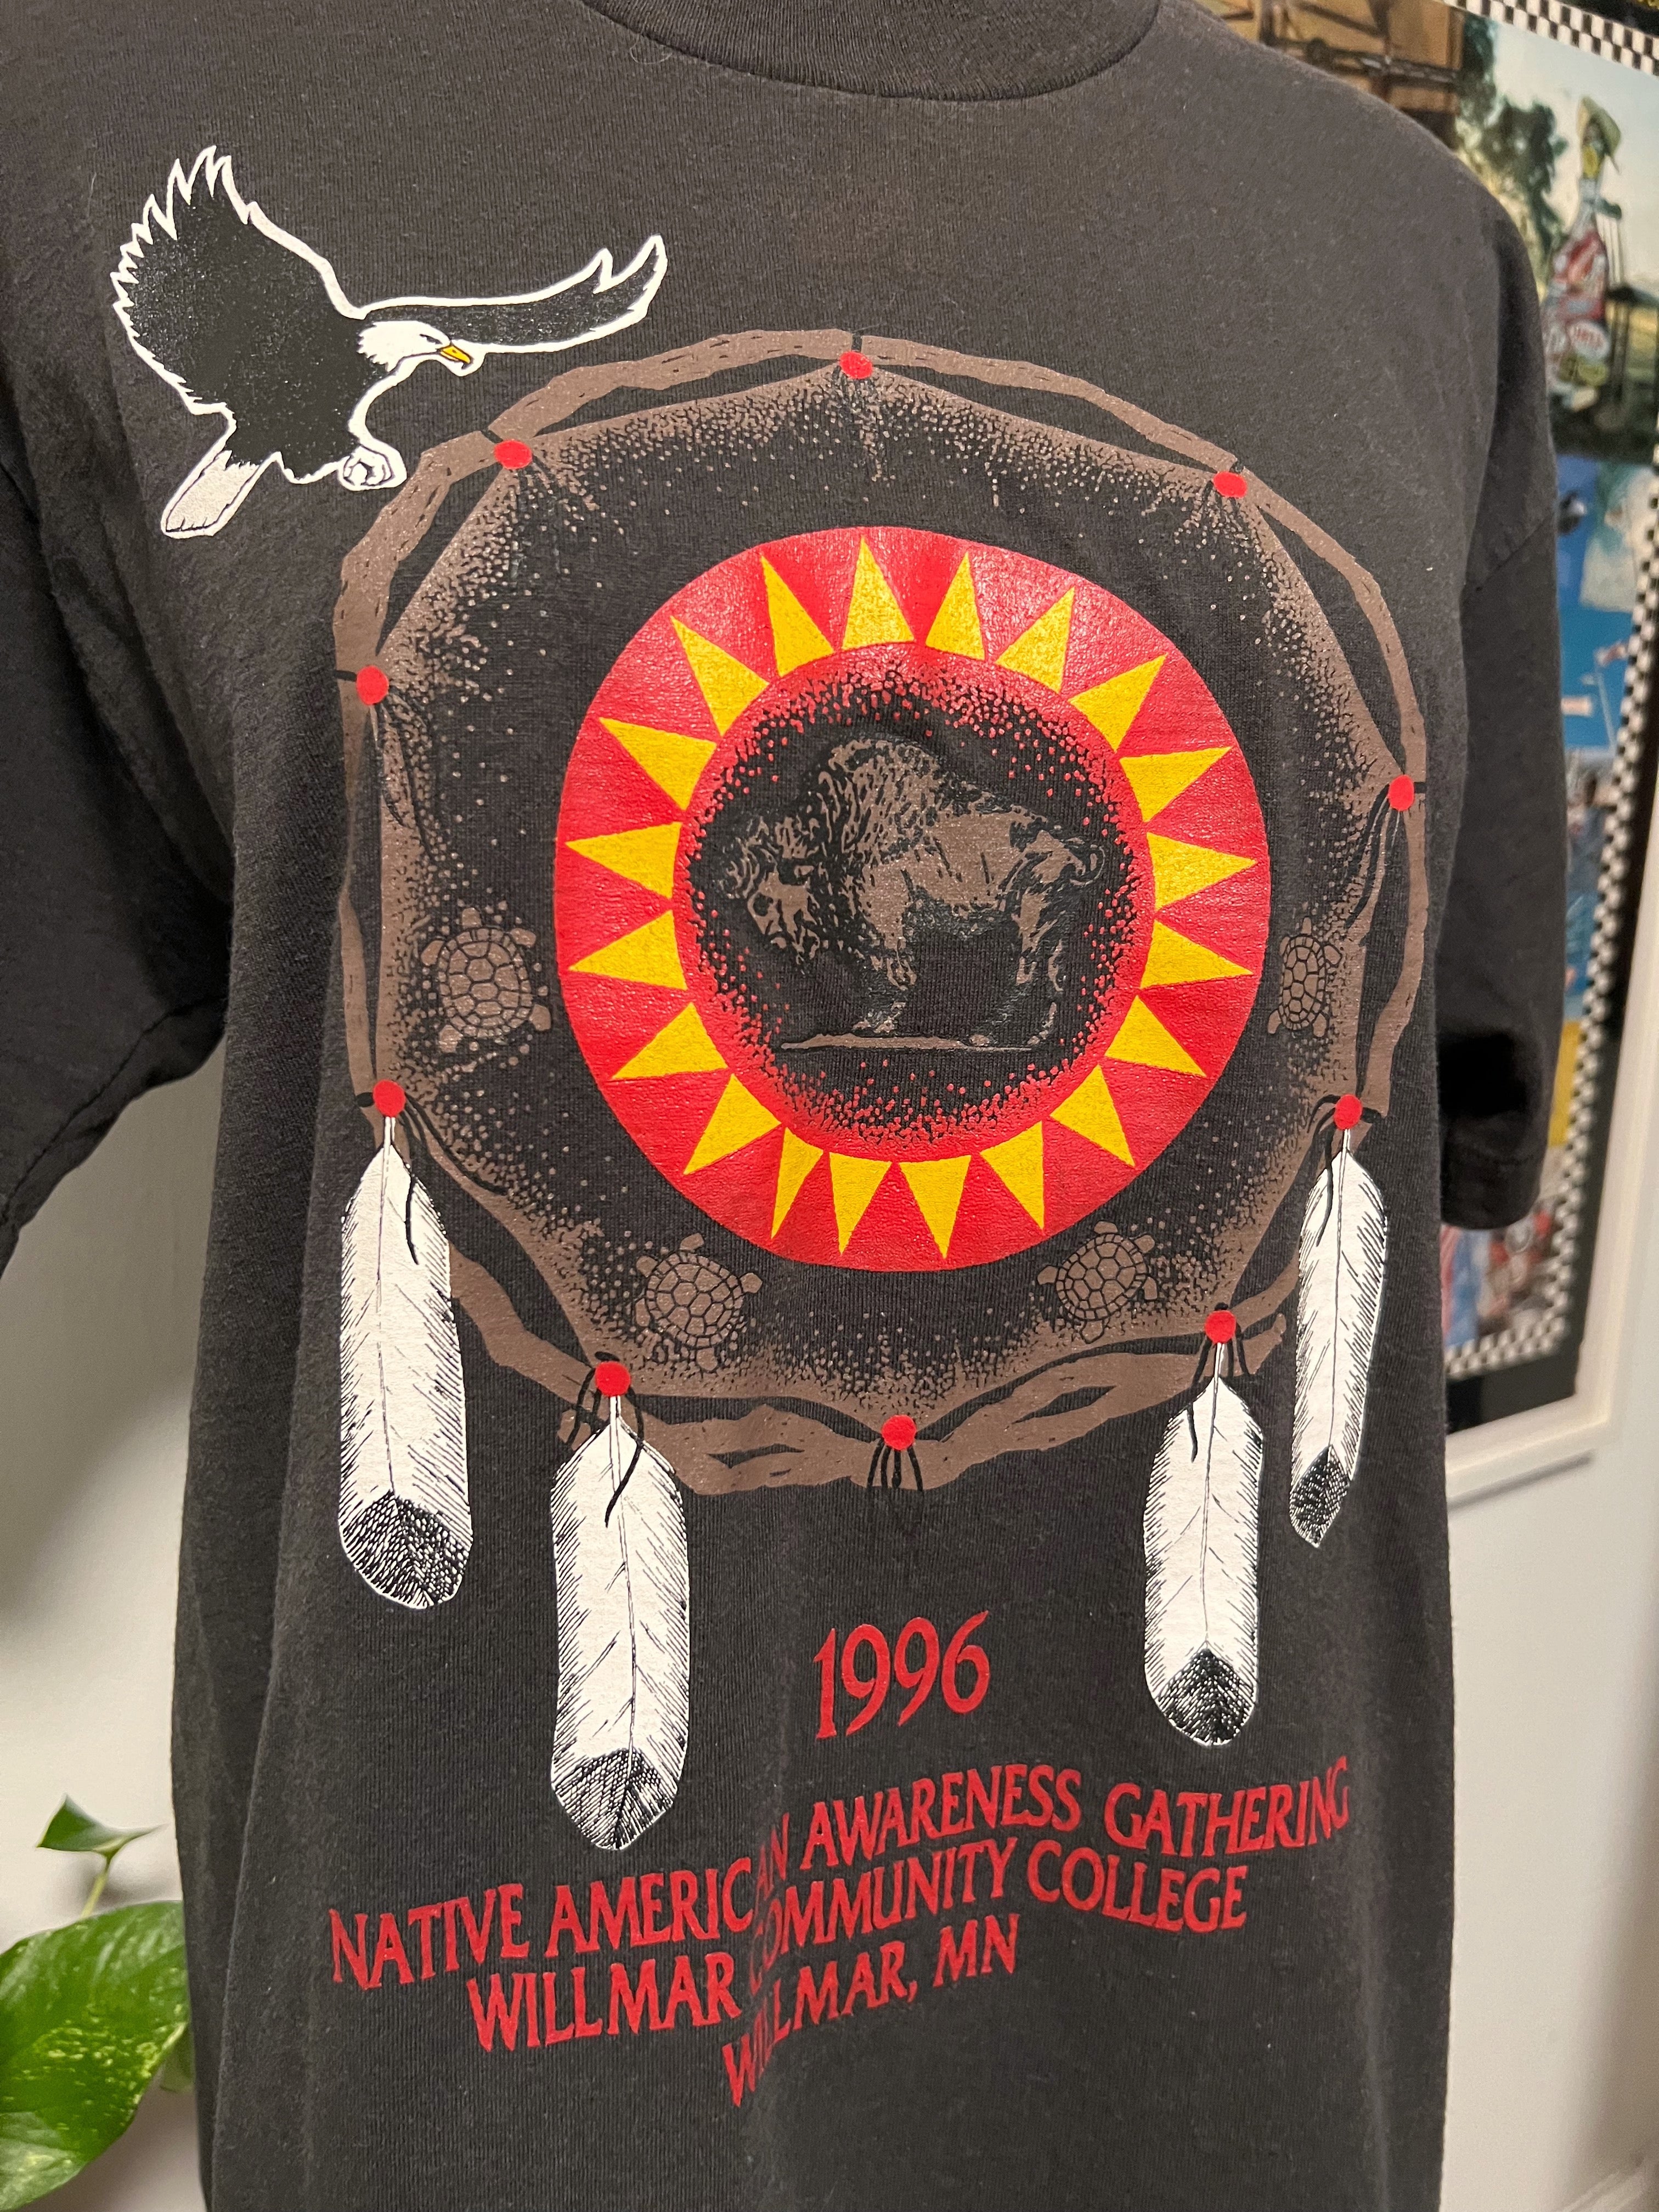 1996
NATIVE AMERICAN AWARENESS GATHERING
WILLMAR COMMUNITY COLLEGE
WILLMAR, MN